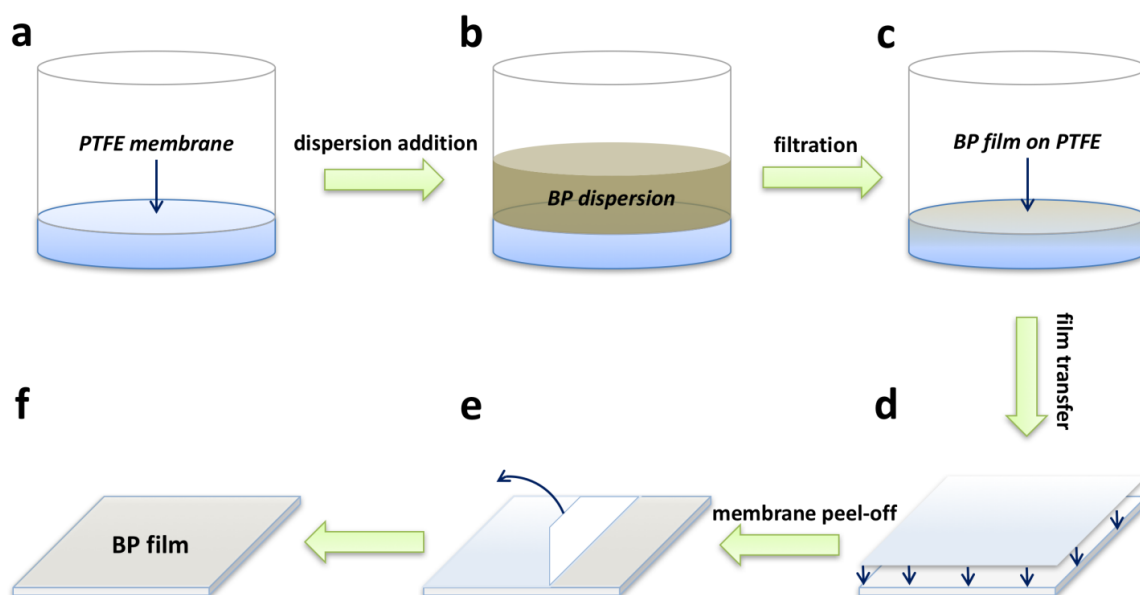 a
b
c
PTFE membrane
dispersion addition
BP dispersion
filtration
BP film on PTFE
film transfer
f
e
d
BP film
membrane peel-off